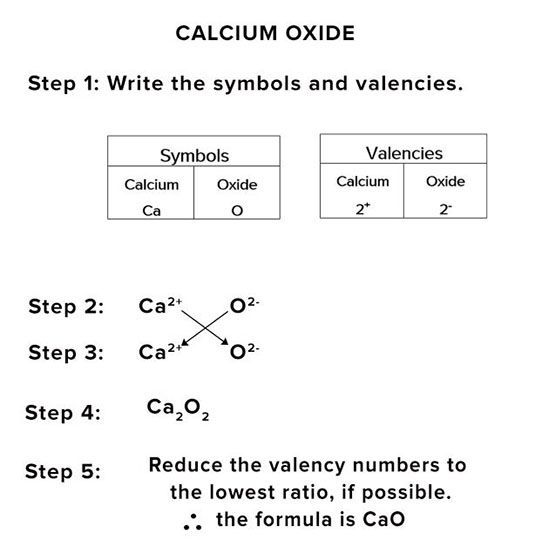 CALCIUM OXIDE
Step 1: Write the symbols and valencies.
Symbols
Calcium Oxide
Ca O
Valencies
Calcium Oxide
2⁺ 2⁻
Step 2: Ca²⁺ O²⁻
Step 3: Ca²⁺ O²⁻
Step 4: Ca₂O₂
Step 5: Reduce the valency numbers to
the lowest ratio, if possible.
∴ the formula is CaO